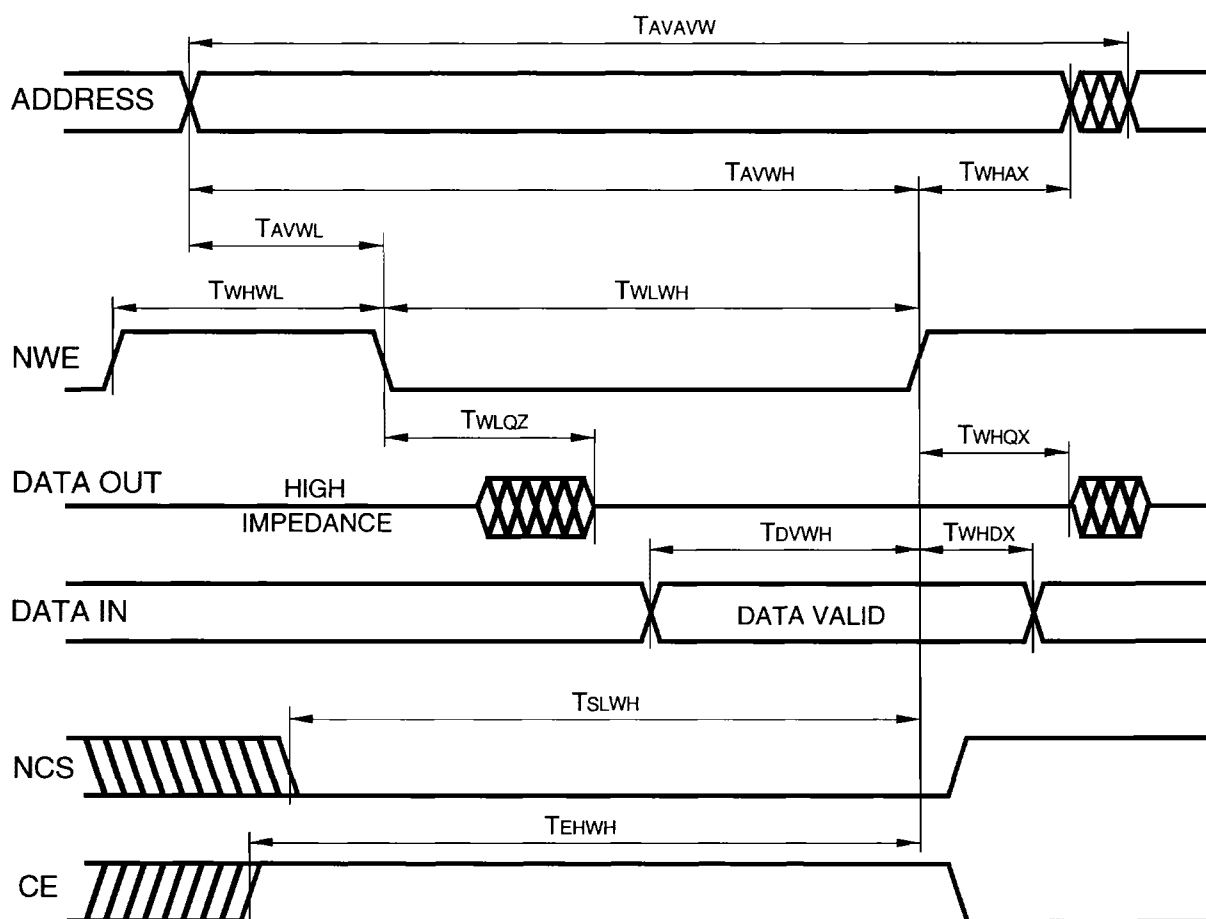 TAVAVW
ADDRESS
TAVWH
TWHAX
TAVWL
TWHWL
TWLWH
NWE
TWLQZ
TWHQX
DATA OUT
HIGH
IMPEDANCE
TDVWH
TWHDX
DATA IN
DATA VALID
TSLWH
NCS
TEHWH
CE